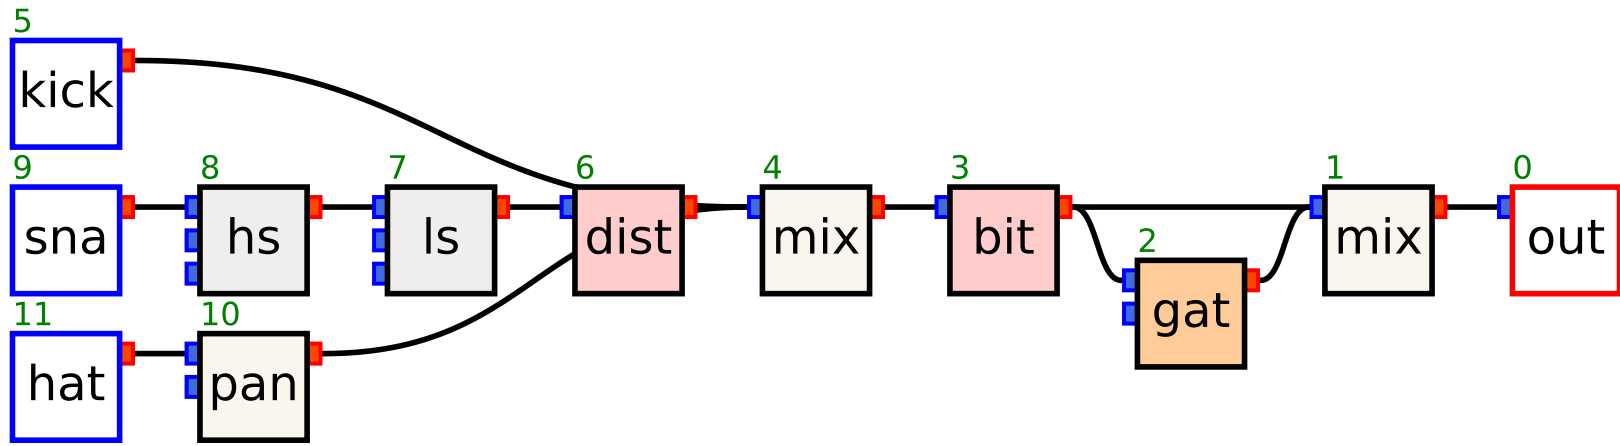 5
kick
9
sna
8
hs
7
ls
6
dist
4
mix
3
bit
2
gat
1
mix
0
out
11
hat
10
pan